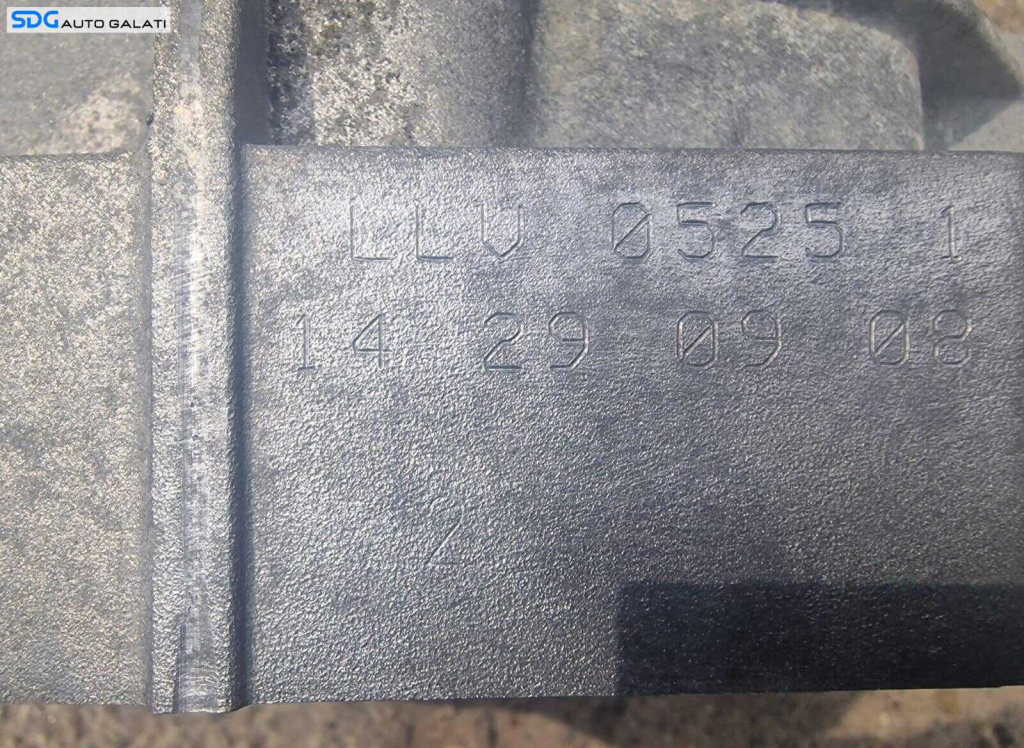 SDG AUTO GALATI
LLV 0525 1
14 29 09 08